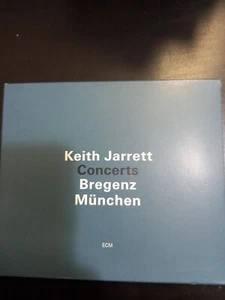 Keith Jarrett
Concerts
Bregenz
München
ECM